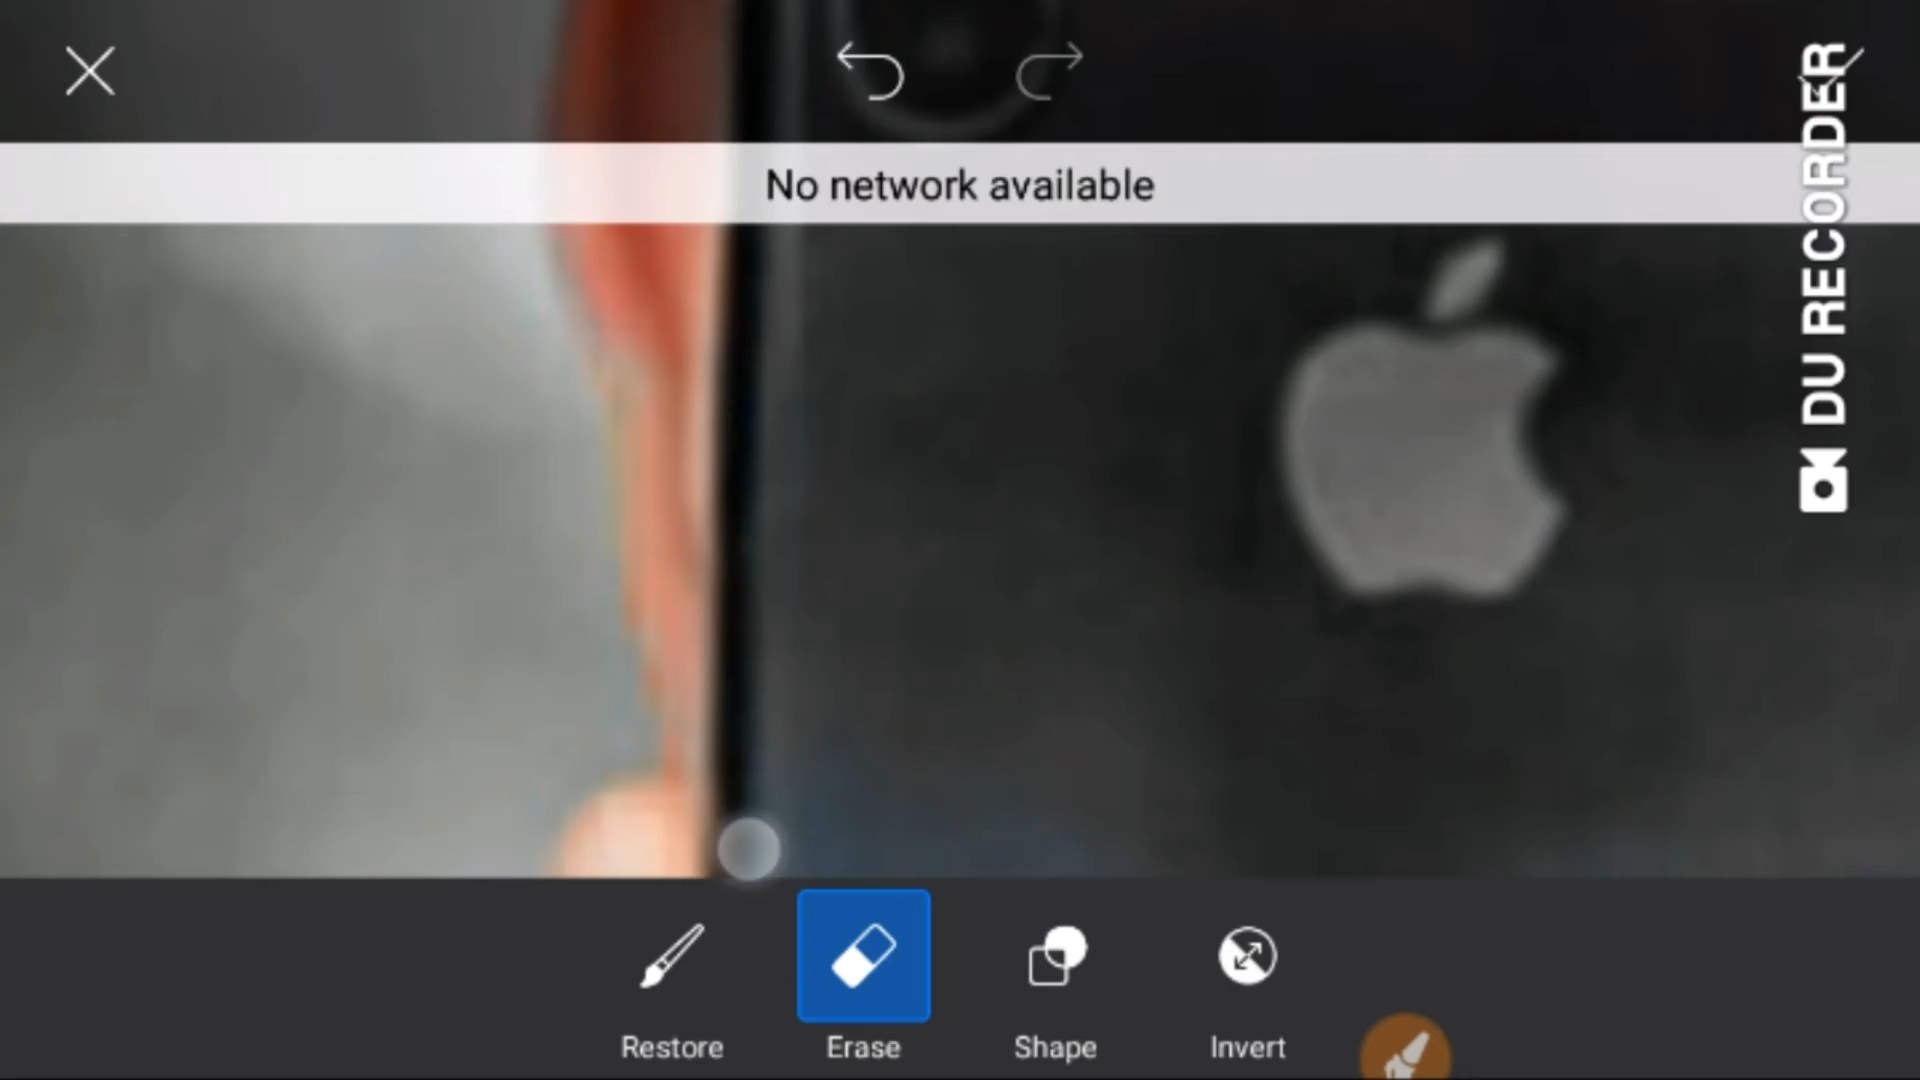 No network available
DU RECORDER
Restore
Erase
Shape
Invert